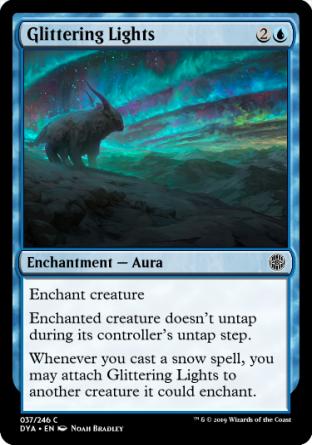 Glittering Lights 2
Enchantment — Aura
Enchant creature
Enchanted creature doesn't untap
during its controller's untap step.
Whenever you cast a snow spell, you
may attach Glittering Lights to
another creature it could enchant.
037/246 C
DYA • EN Noah Bradley
™ & © 2019 Wizards of the Coast